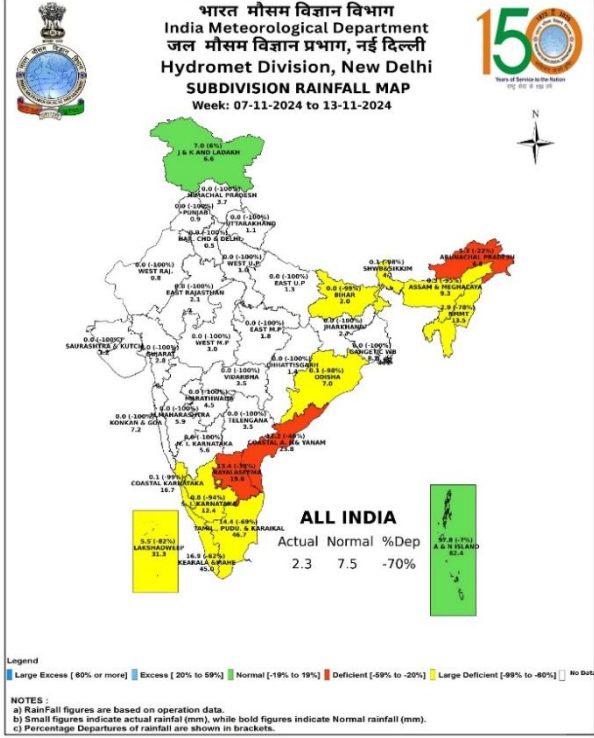 भारत मौसम विज्ञान विभाग
India Meteorological Department
जल मौसम विज्ञान प्रभाग, नई दिल्ली
Hydromet Division, New Delhi
SUBDIVISION RAINFALL MAP
Week: 07-11-2024 to 13-11-2024
150
Years of Service to the Nation
N
7.0 (6%)
J & K AND LADAKH
6.6
0.0 (-100%)
HIMACHAL PRADESH
3.7
0.0 (-100%)
PUNJAB
0.9
0.0 (-100%)
UTTARAKHAND
1.1
0.0 (-100%)
HAR. CHD & DELHI
0.5
0.0 (-100%)
WEST U.P.
1.0
0.0 (-100%)
WEST RAJ.
0.8
0.0 (-100%)
EAST U.P
1.3
0.0 (-100%)
EAST RAJASTHAN
2.1
0.1 (-98%)
SHWB&SIKKIM
(-22%)
ARUNACHAL PRADESH
ASSAM & MEGHALAYA
9.3
(-78%)
NMMT
13.5
0.0 (-99%)
BIHAR
2.0
0.0 (-100%)
JHARKHAND
0.0 (-100%)
GANGETIC WB
0.0 (-100%)
WEST M.P
3.0
0.0 (-100%)
EAST M.P
1.8
(-100%)
SAURASHTRA & KUTCH
0.0 (-100%)
GUJARAT
2.8
0.0 (-100%)
CHHATTISGARH
1.4
0.1 (-98%)
ODISHA
7.0
0.0 (-100%)
VIDARBHA
3.5
0.0 (-100%)
MARATHWADA
4.5
0.0 (-100%)
M.MAHARASHTRA
5.9
0.0 (-100%)
KONKAN & GOA
7.2
0.0 (-100%)
TELENGANA
3.5
0.0 (-100%)
N. I. KARNATAKA
5.6
COASTAL A. P.& YANAM
23.8
RAYALASEEMA
19.6
0.1 (-99%)
COASTAL KARNATAKA
16.7
(-94%)
S. I. KARNATAKA
12.4
14.4 (-69%)
TAMIL., PUDU. & KARAIKAL
46.7
5.5 (-82%)
LAKSHADWEEP
31.3
16.9 (-62%)
KEARALA & MAHE
45.0
57.8 (-7%)
A & N ISLAND
62.4
ALL INDIA
Actual Normal %Dep
2.3 7.5 -70%
Legend
Large Excess [ 60% or more] Excess [ 20% to 59%] Normal [-19% to 19%] Deficient [-59% to -20%] Large Deficient [-99% to -60%] No Data
NOTES :
a) RainFall figures are based on operation data.
b) Small figures indicate actual rainfal (mm), while bold figures indicate Normal rainfall (mm).
c) Percentage Departures of rainfall are shown in brackets.